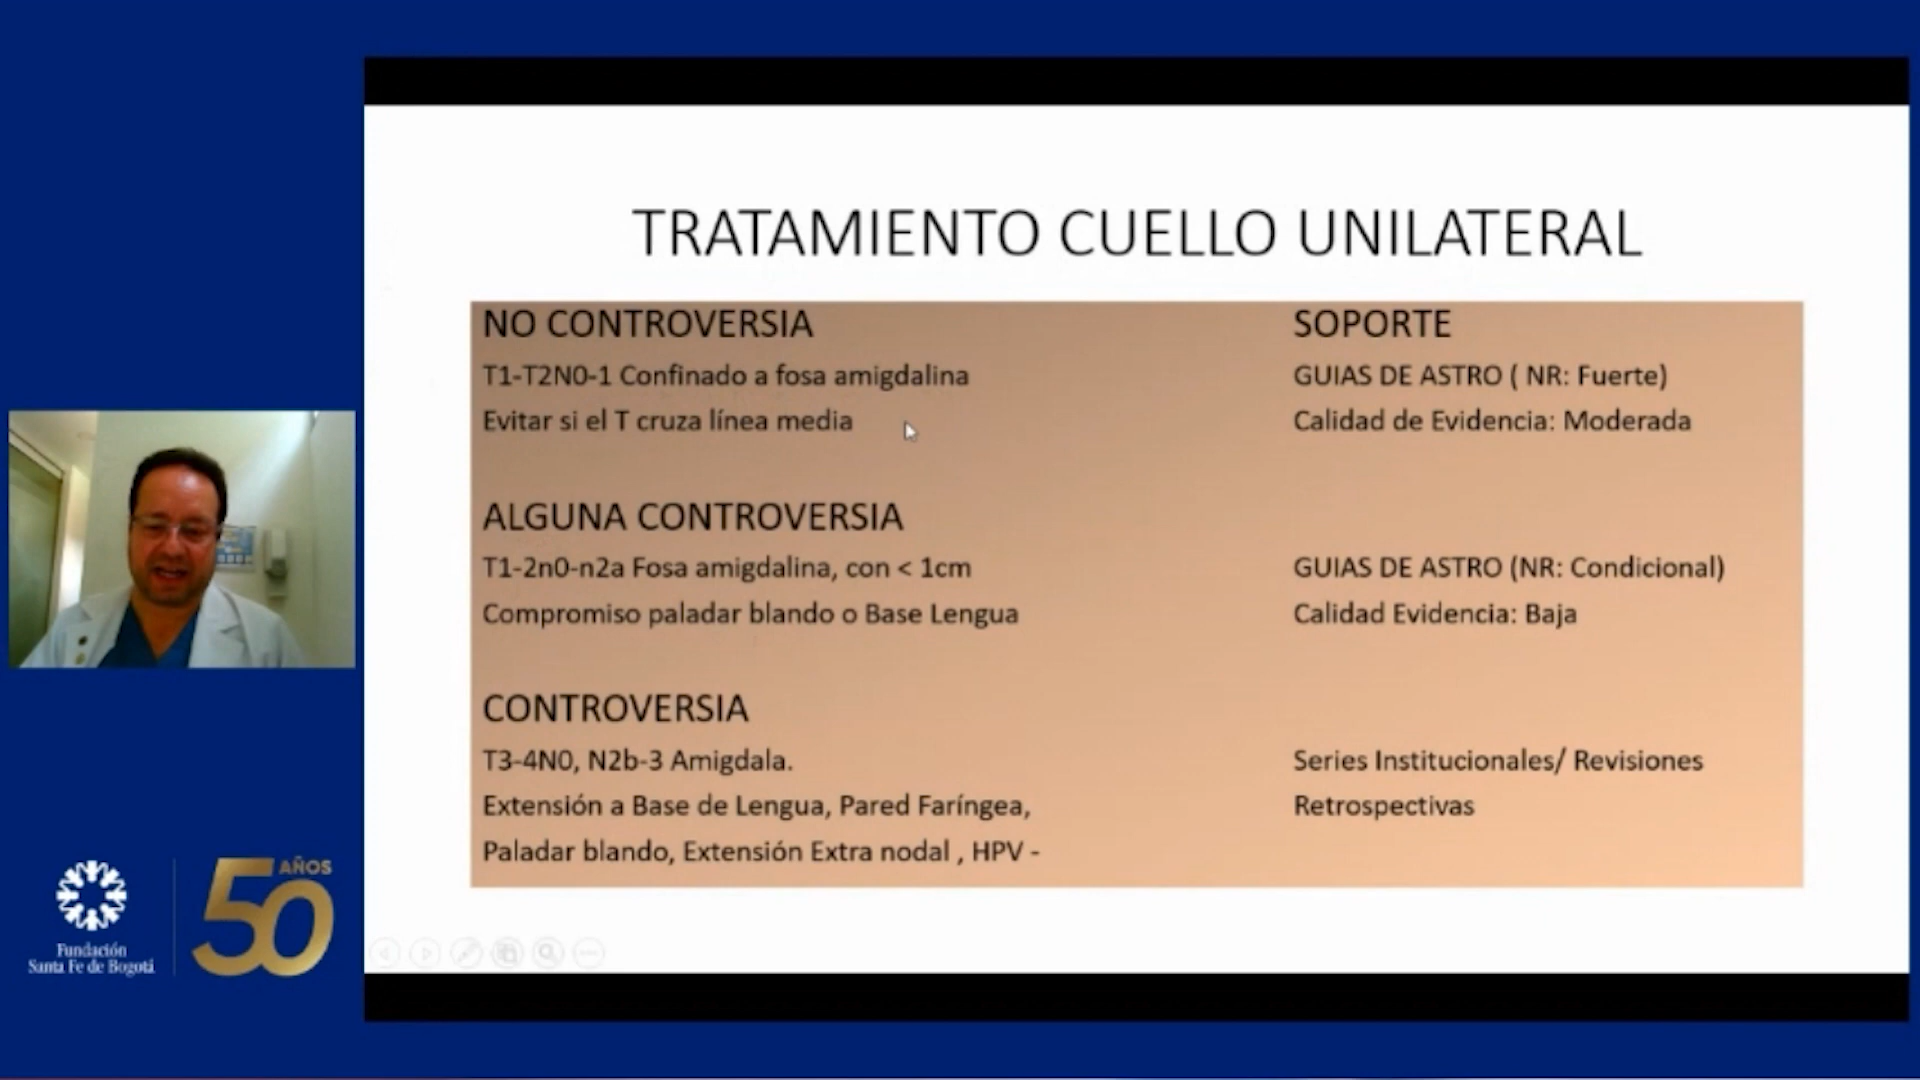 TRATAMIENTO CUELLO UNILATERAL
NO CONTROVERSIA
SOPORTE
T1-T2N0-1 Confinado a fosa amigdalina
GUIAS DE ASTRO ( NR: Fuerte)
Evitar si el T cruza línea media
Calidad de Evidencia: Moderada
ALGUNA CONTROVERSIA
T1-2n0-n2a Fosa amigdalina, con < 1cm
GUIAS DE ASTRO (NR: Condicional)
Compromiso paladar blando o Base Lengua
Calidad Evidencia: Baja
CONTROVERSIA
T3-4N0, N2b-3 Amigdala.
Series Institucionales/ Revisiones
Extensión a Base de Lengua, Pared Faríngea,
Retrospectivas
Paladar blando, Extensión Extra nodal , HPV -
Fundación
Santa Fe de Bogotá
50 AÑOS